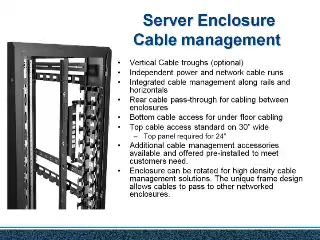 Server Enclosure
Cable management
• Vertical Cable troughs (optional)
• Independent power and network cable runs
• Integrated cable management along rails and
horizontals
• Rear cable pass-through for cabling between
enclosures
• Bottom cable access for under floor cabling
• Top cable access standard on 30" wide
– Top panel required for 24"
• Additional cable management accessories
available and offered pre-installed to meet
customers need.
• Enclosure can be rotated for high density cable
management solutions. The unique frame design
allows cables to pass to other networked
enclosures.